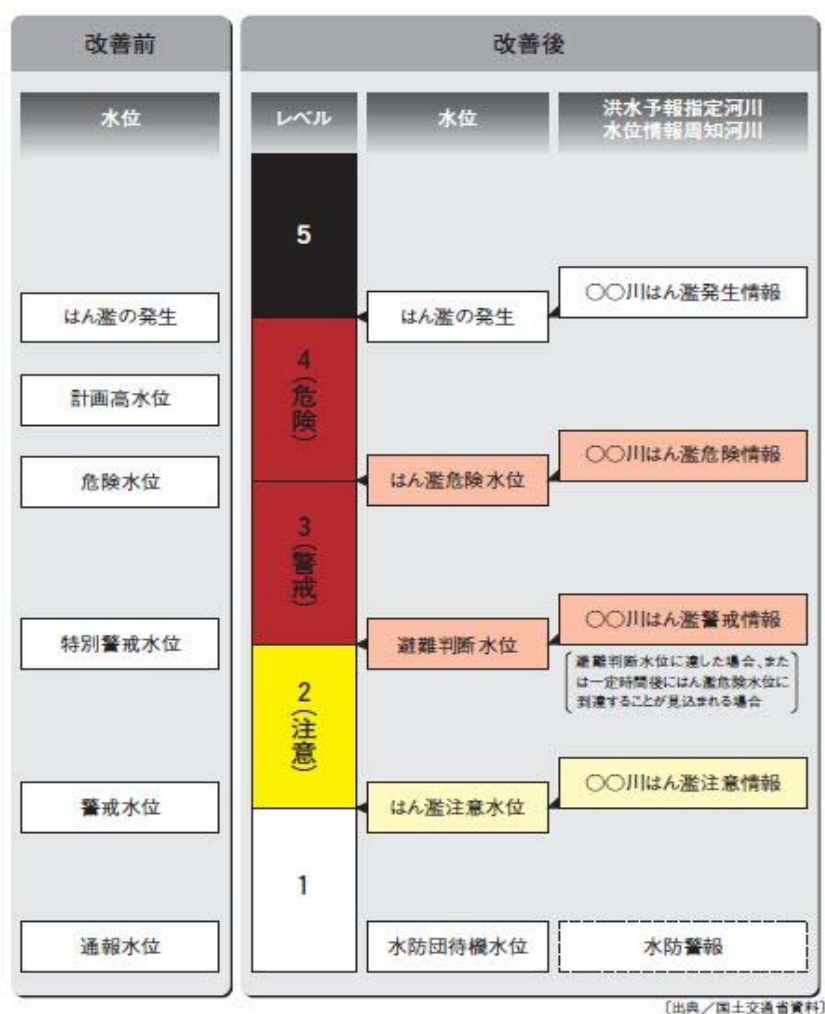 改善前
水位
はん濫の発生
計画高水位
危険水位
特別警戒水位
警戒水位
通報水位
改善後
レベル
5
4(危険)
3(警戒)
2(注意)
1
水位
はん濫の発生
はん濫危険水位
避難判断水位
はん濫注意水位
水防団待機水位
洪水予報指定河川
水位情報周知河川
〇〇川はん濫発生情報
〇〇川はん濫危険情報
〇〇川はん濫警戒情報
避難判断水位に達した場合、また
は一定時間後にはん濫危険水位に
到達することが見込まれる場合
〇〇川はん濫注意情報
水防警報
〔出典/国土交通省資料〕